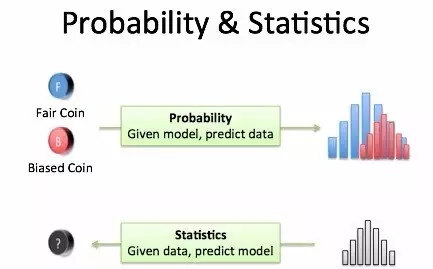 Probability & Statistics
F
Fair Coin
B
Biased Coin
Probability
Given model, predict data
?
Statistics
Given data, predict model